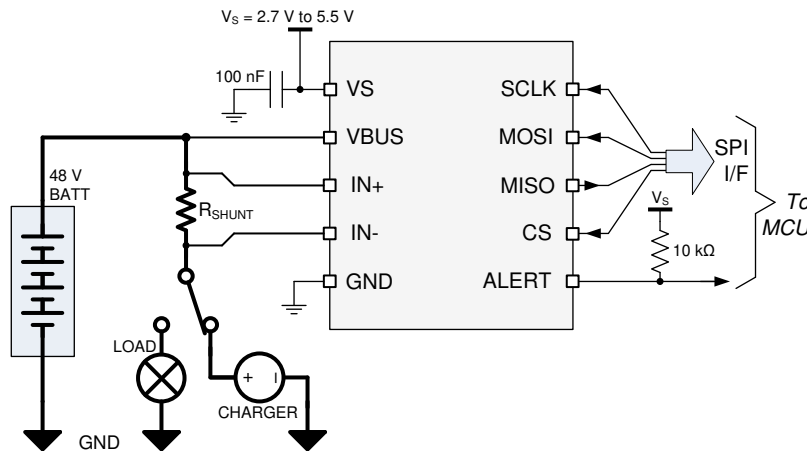 V_S = 2.7 V to 5.5 V
100 nF
VS
SCLK
VBUS
MOSI
48 V
BATT
IN+
MISO
SPI
I/F
R_SHUNT
IN-
CS
V_S
10 kΩ
To
MCU
GND
ALERT
LOAD
+
CHARGER
GND